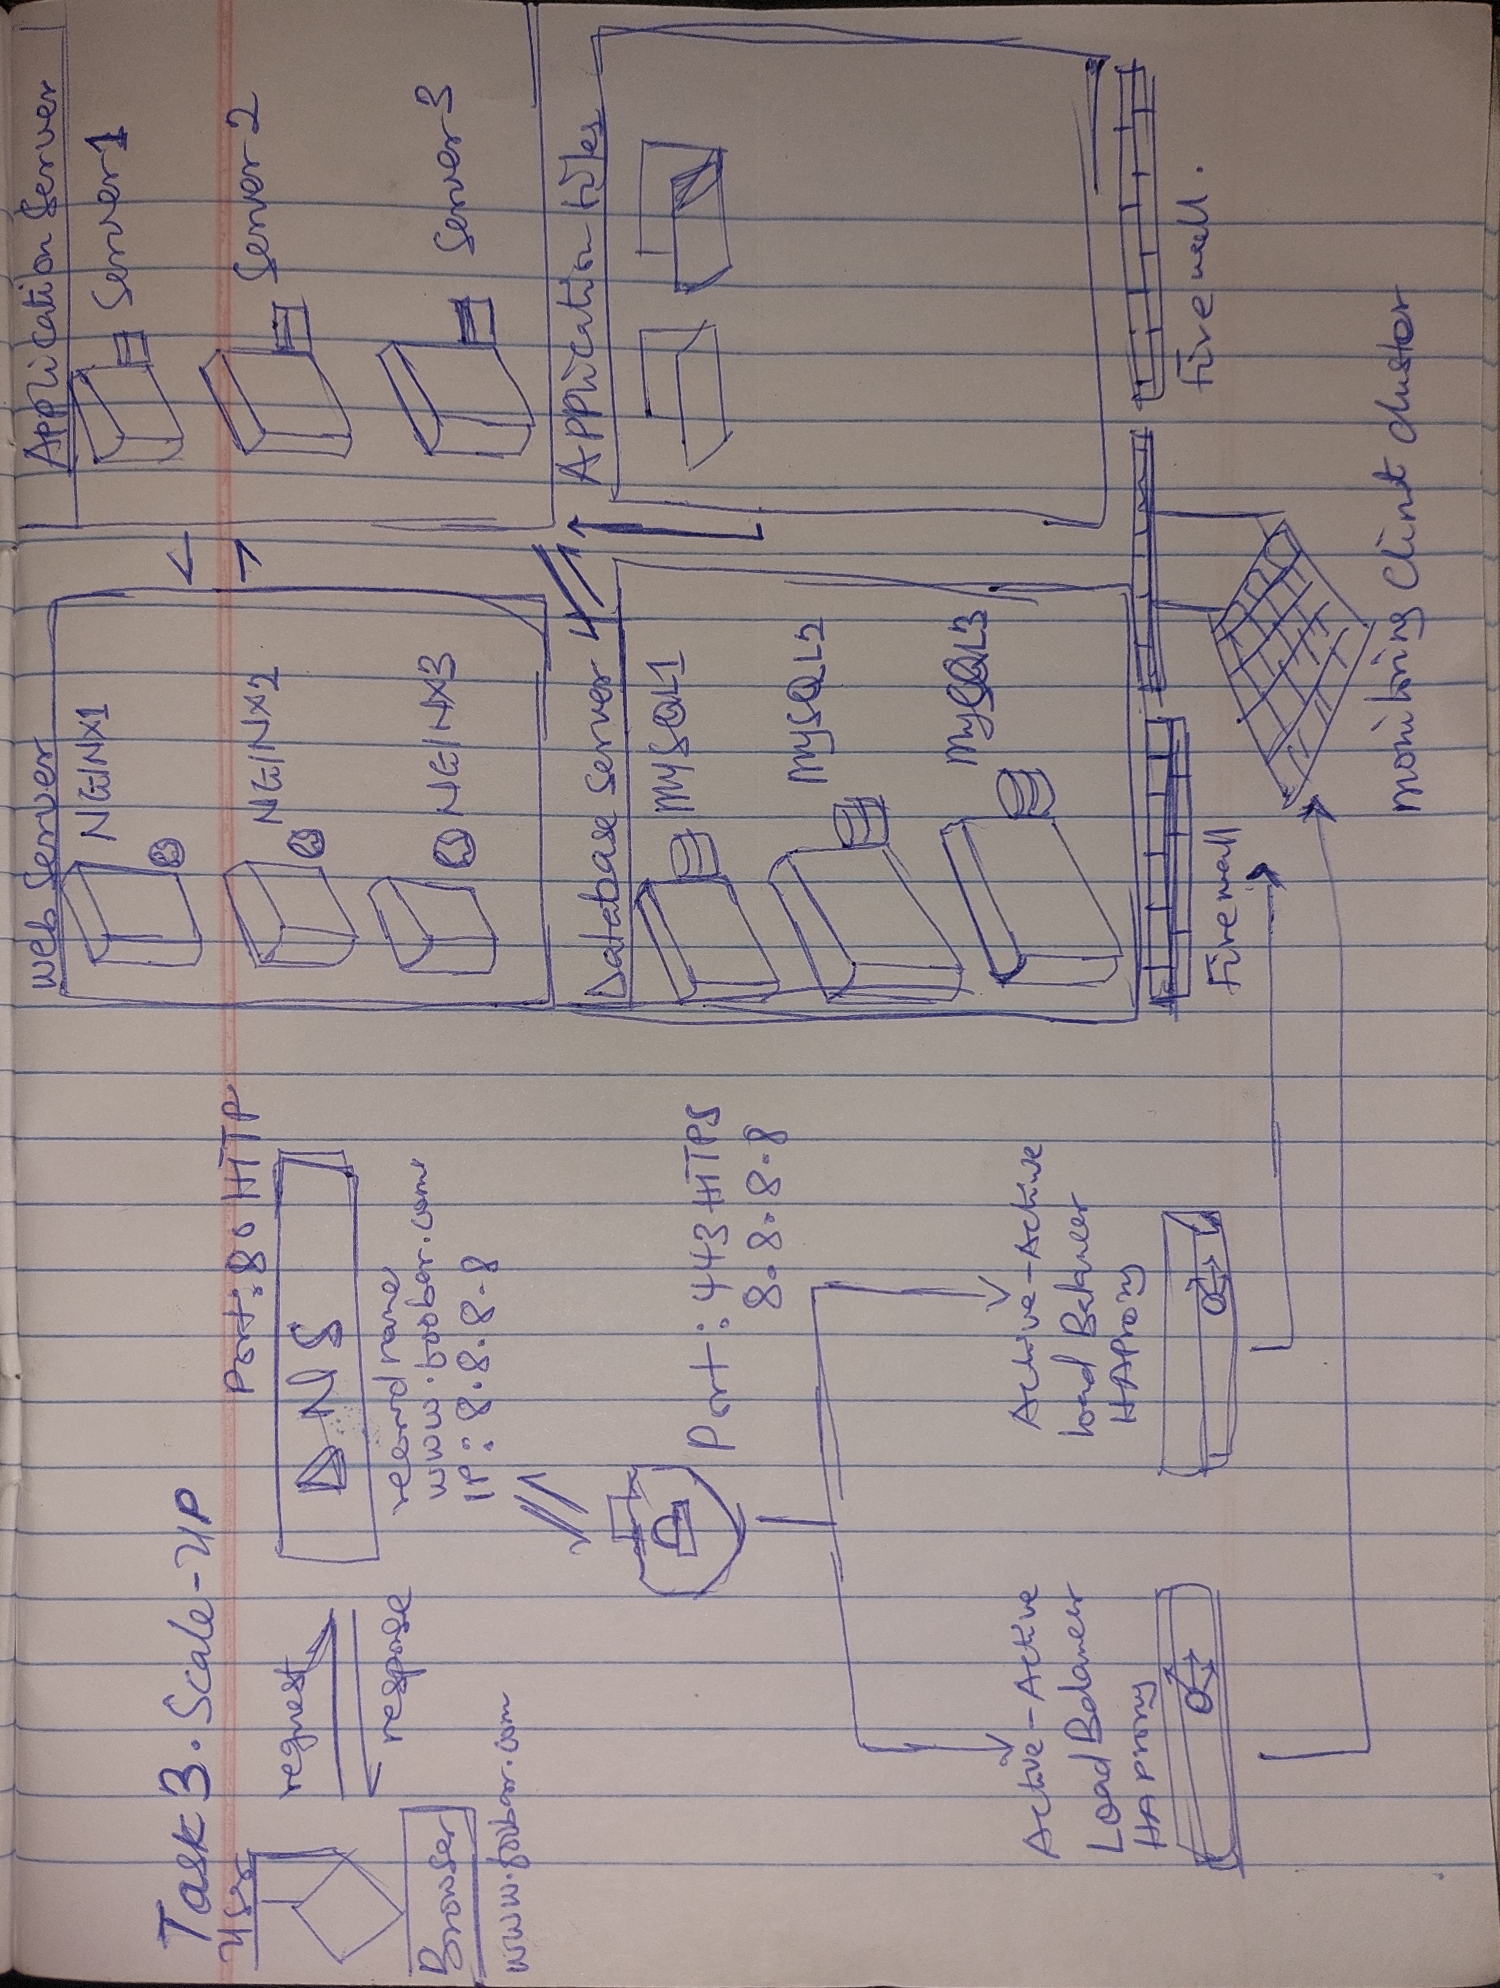 Task 3. Scale-UP
User
request
response
Browser
www.foobar.com
Port: 80 HTTP
DNS
record name
www.foobar.com
IP: 8.8.8.8
Port: 443 HTTPS
8.8.8.8
Active-Active
Load Balancer
HAProxy
Active-Active
Load Balancer
HAProxy
Web Server
NGINX1
NGINX2
NGINX3
Application Server
Server 1
Server 2
Server 3
Database Server
MySQL1
MySQL2
MySQL3
Application files
Firewall
Firewall.
monitoring Clint cluster